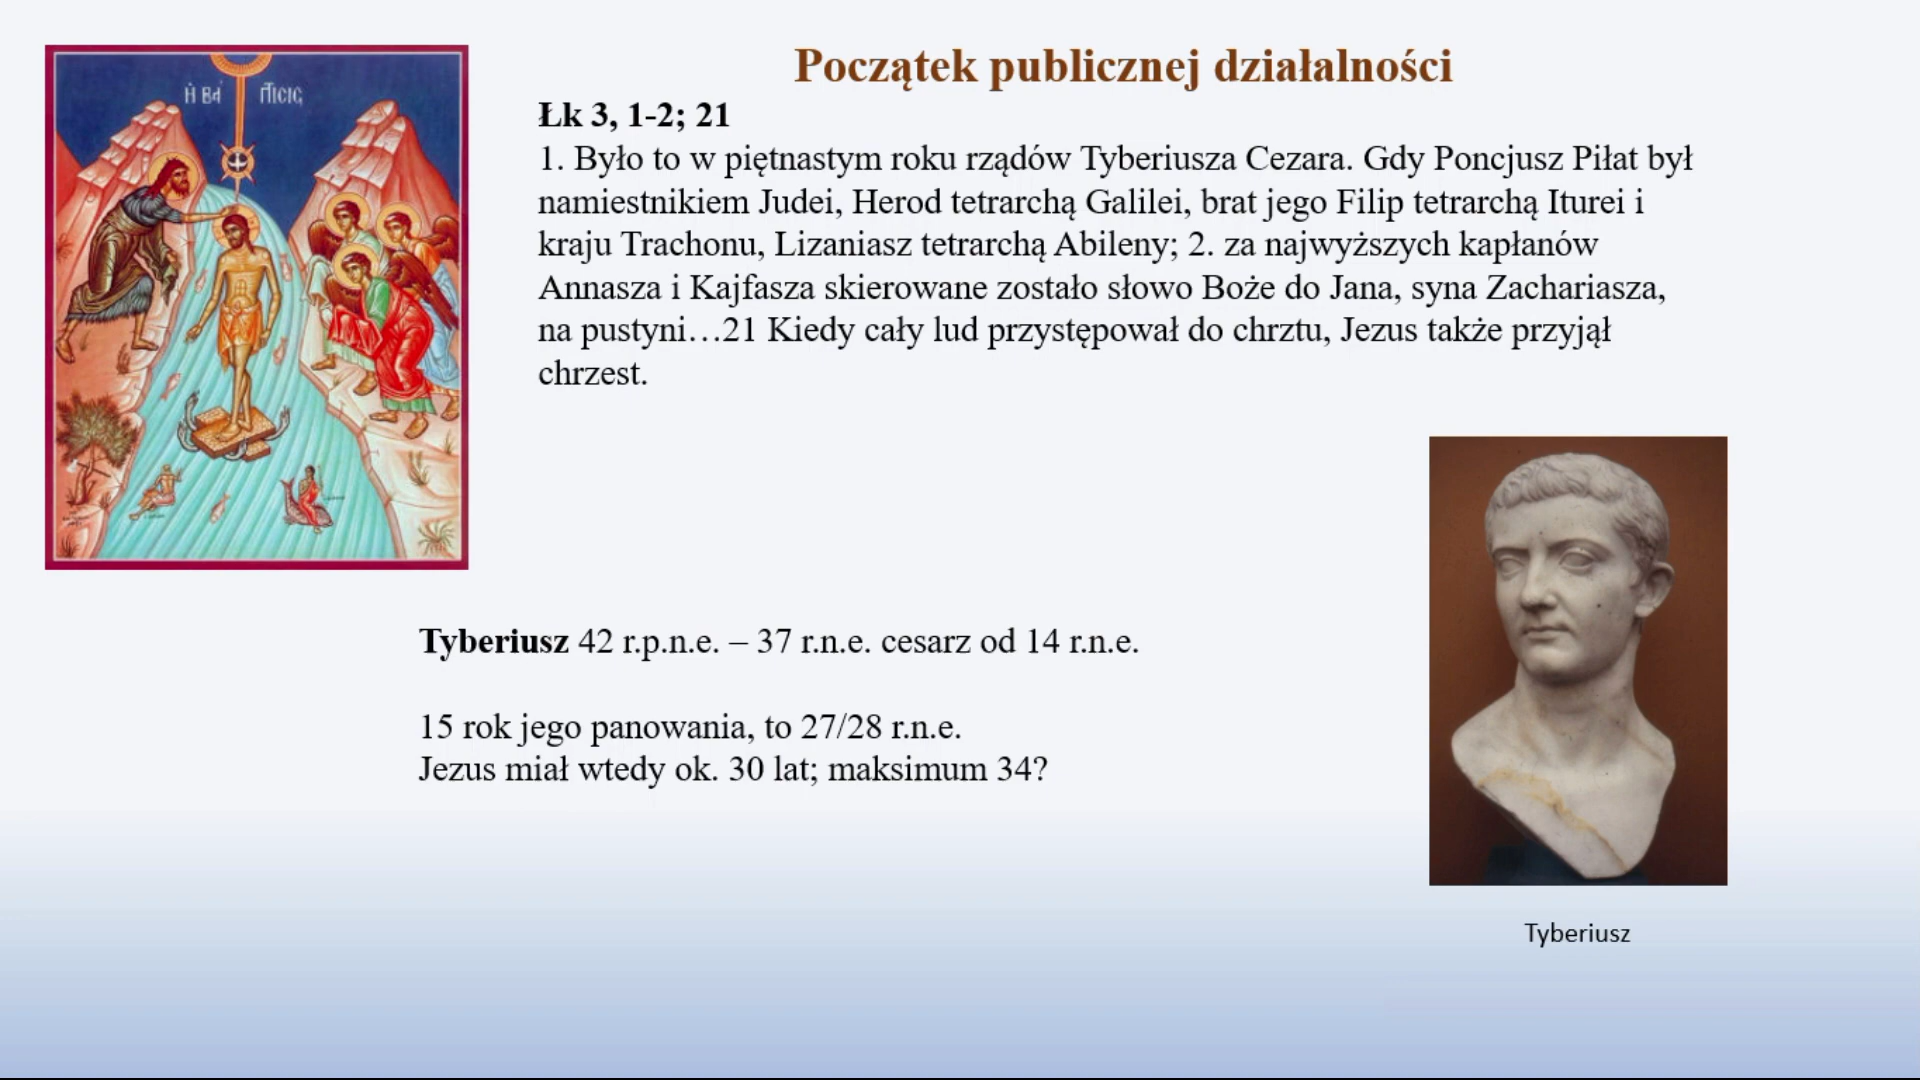 Ἡ ΒΆ ΠΤΙCΙC
Początek publicznej działalności
Łk 3, 1-2; 21
1. Było to w piętnastym roku rządów Tyberiusza Cezara. Gdy Poncjusz Piłat był
namiestnikiem Judei, Herod tetrarchą Galilei, brat jego Filip tetrarchą Iturei i
kraju Trachonu, Lizaniasz tetrarchą Abileny; 2. za najwyższych kapłanów
Annasza i Kajfasza skierowane zostało słowo Boże do Jana, syna Zachariasza,
na pustyni…21 Kiedy cały lud przystępował do chrztu, Jezus także przyjął
chrzest.
Tyberiusz 42 r.p.n.e. – 37 r.n.e. cesarz od 14 r.n.e.
15 rok jego panowania, to 27/28 r.n.e.
Jezus miał wtedy ok. 30 lat; maksimum 34?
Tyberiusz